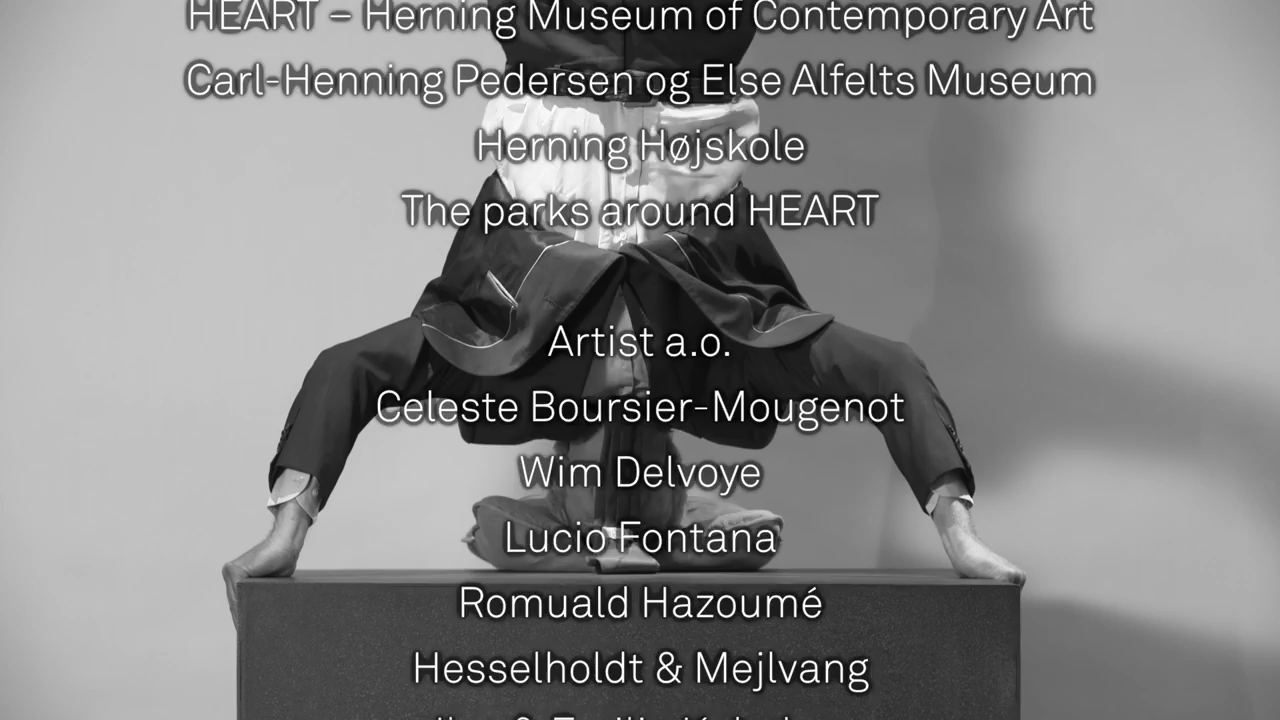 HEART – Herning Museum of Contemporary Art
Carl-Henning Pedersen og Else Alfelts Museum
Herning Højskole
The parks around HEART
Artist a.o.
Celeste Boursier-Mougenot
Wim Delvoye
Lucio Fontana
Romuald Hazoumé
Hesselholdt & Mejlvang